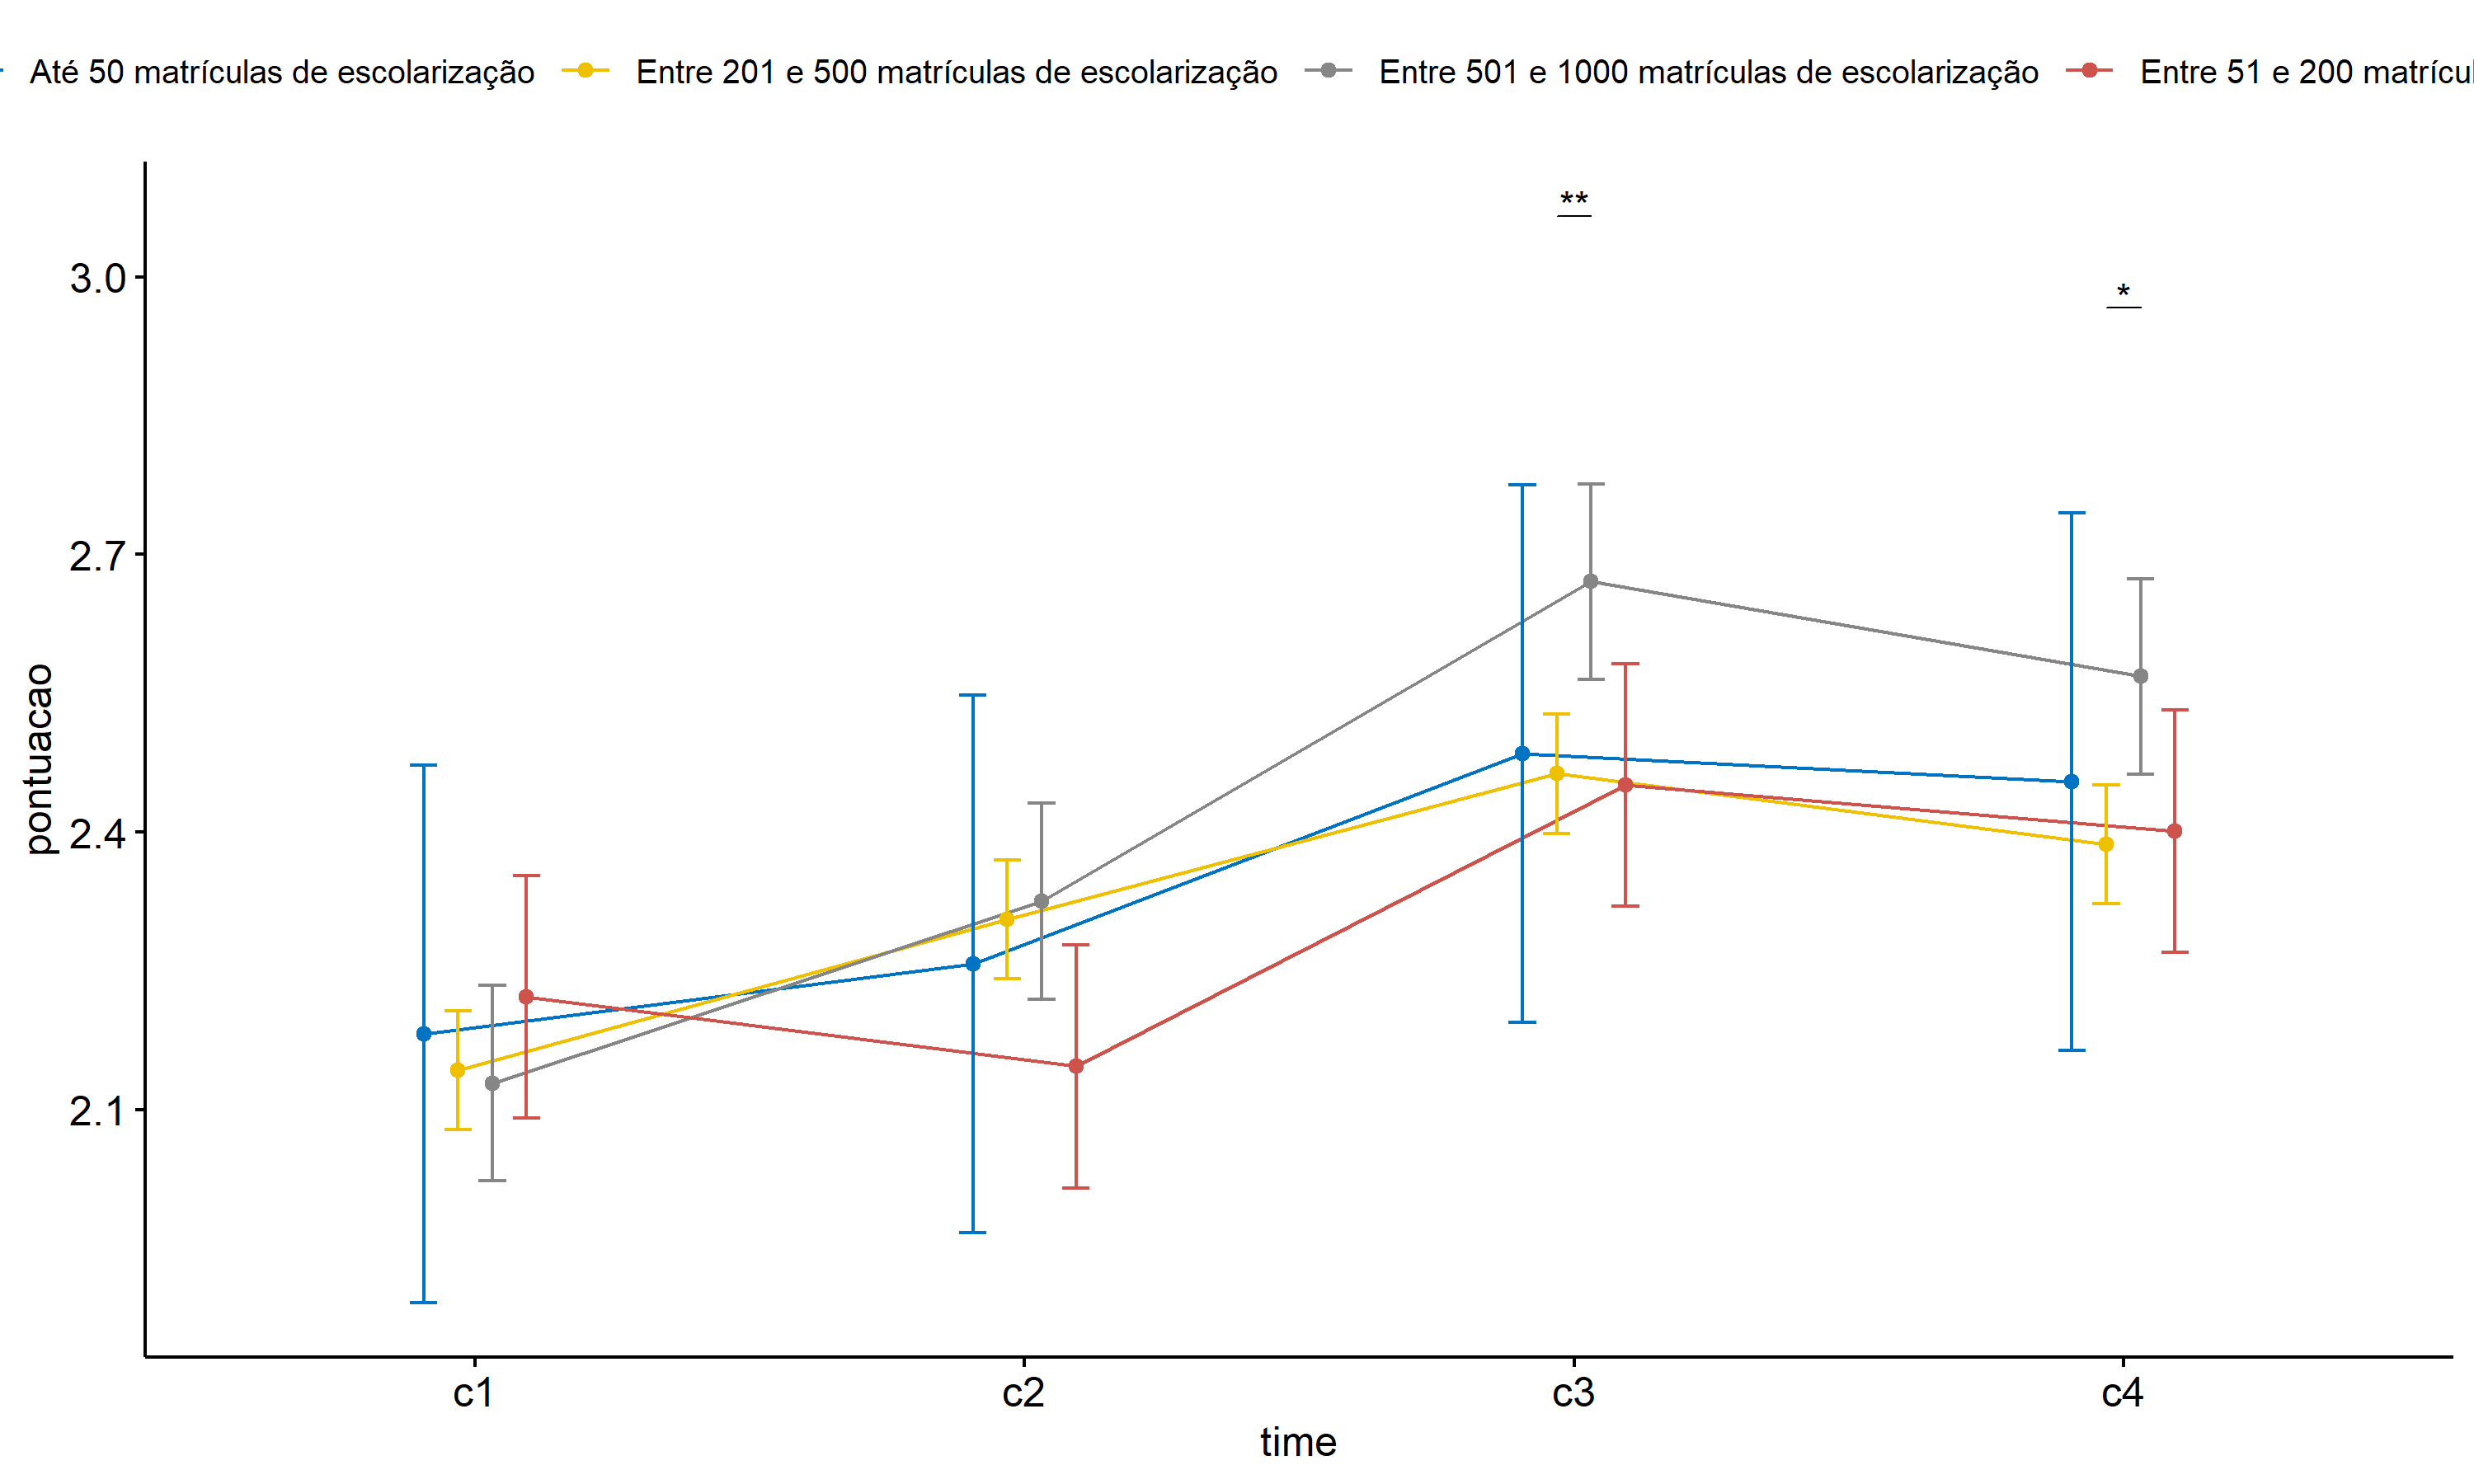 Até 50 matrículas de escolarização Entre 201 e 500 matrículas de escolarização Entre 501 e 1000 matrículas de escolarização Entre 51 e 200
**
3.0
*
2.7
pontuacao
2.4
2.1
c1 c2 c3 c4
time